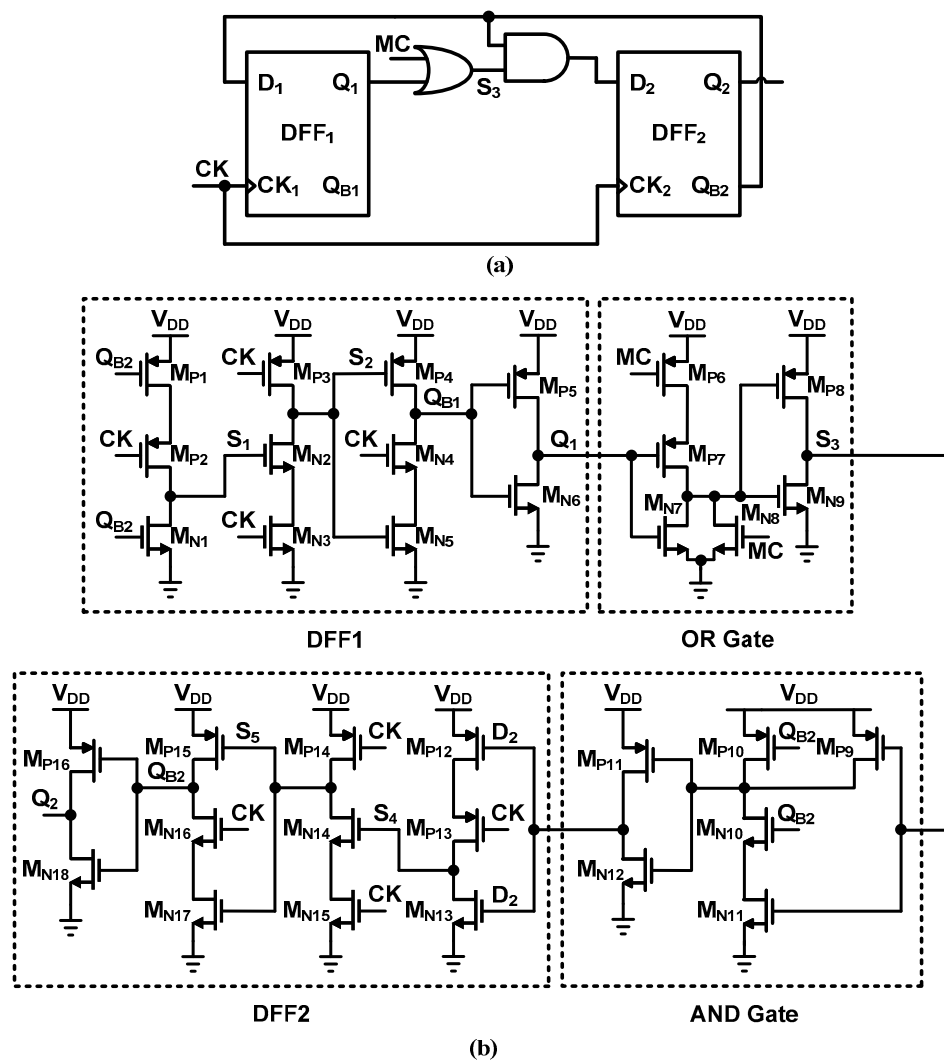 (a)
MC
D1 Q1 S3 D2 Q2
DFF1 DFF2
CK
CK1 QB1 CK2 QB2
(a)
VDD VDD VDD VDD VDD VDD
QB2 MP1 CK MP3 S2 MP4 MP5 MC MP6 MP8
QB1
CK MP2 S1 MN2 CK MN4 Q1 MP7 S3
QB2 MN1 CK MN3 MN5 MN6 MN7 MN8 MN9
MC
DFF1 OR Gate
VDD VDD VDD VDD VDD VDD
MP16 MP15 S5 MP14 CK MP12 D2 MP11 MP10 QB2 MP9
Q2 QB2
MN16 CK MN14 S4 MP13 CK MN10 QB2
MN18 MN17 MN15 CK MN13 D2 MN12 MN11
DFF2 AND Gate
(b)